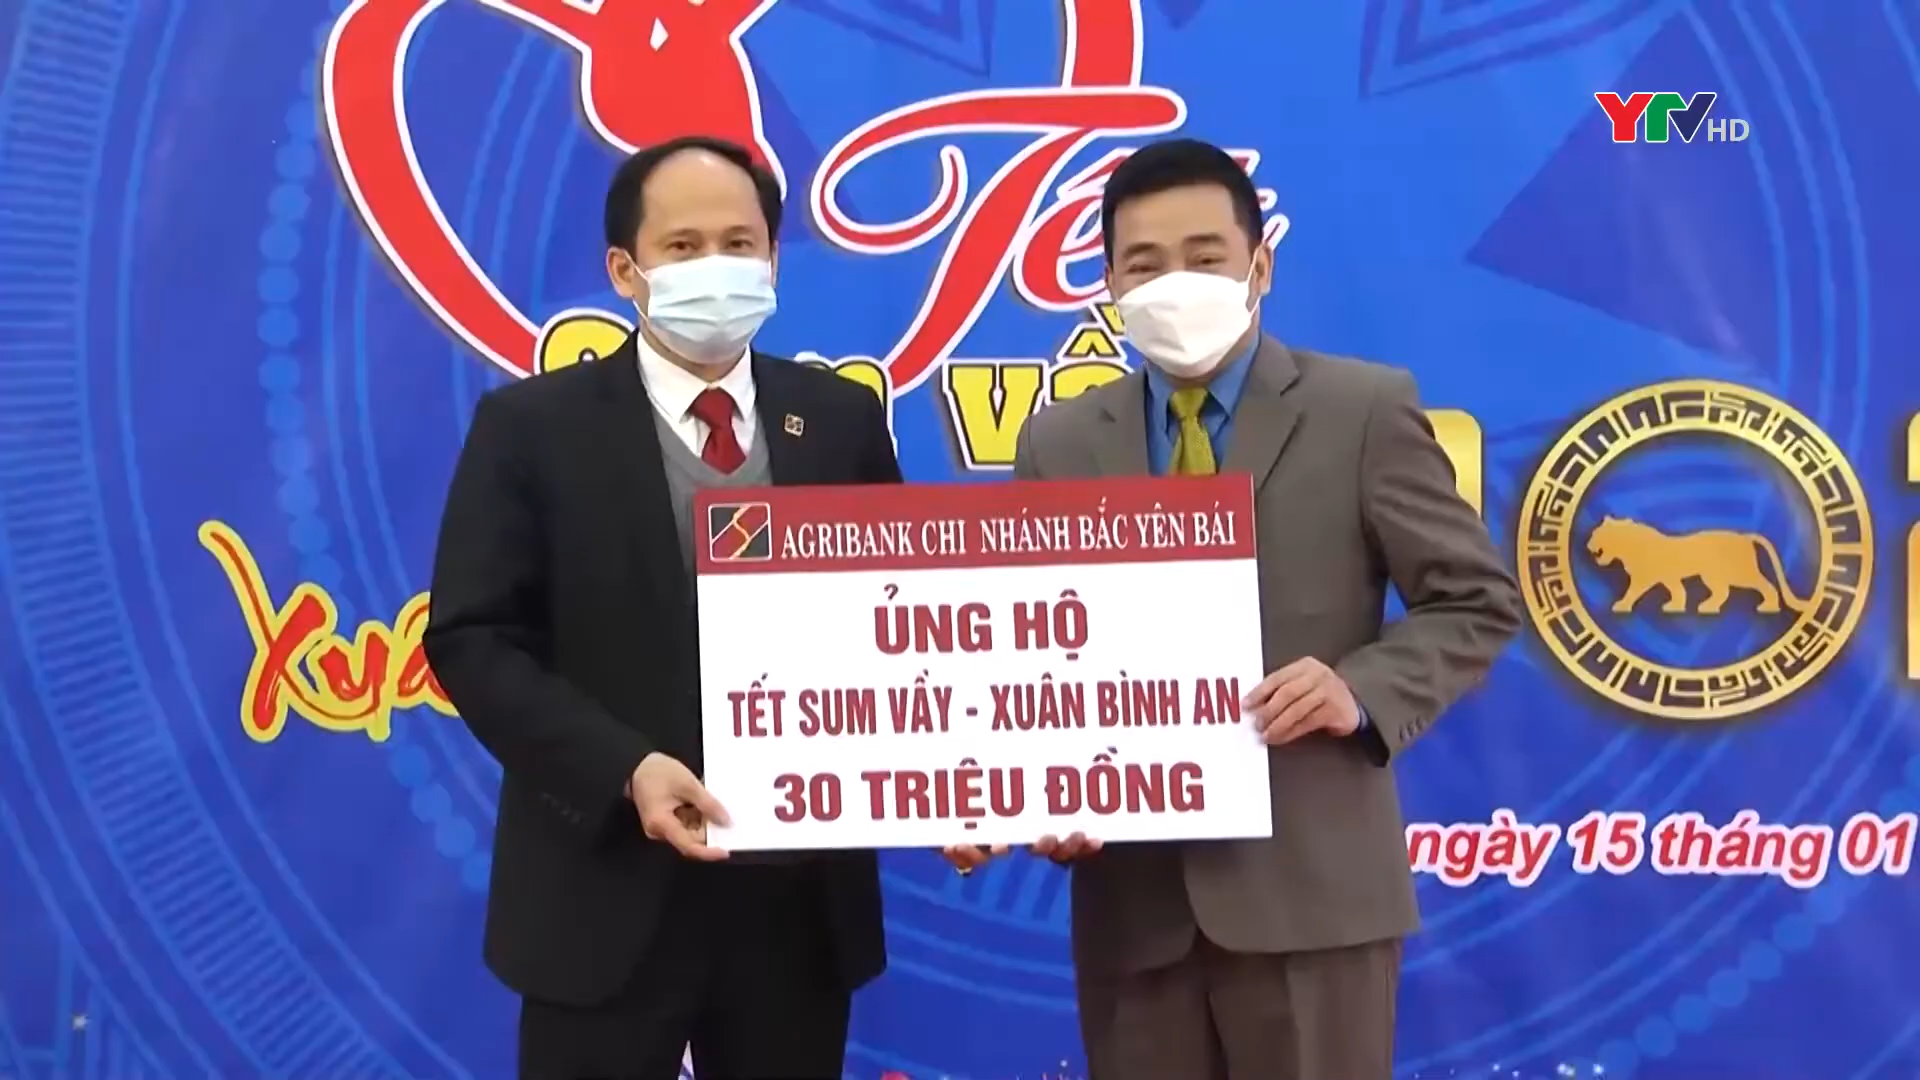 YTV HD
Tết
Xuâ
AGRIBANK CHI NHÁNH BẮC YÊN BÁI
ỦNG HỘ
TẾT SUM VẦY - XUÂN BÌNH AN
30 TRIỆU ĐỒNG
ngày 15 tháng 01